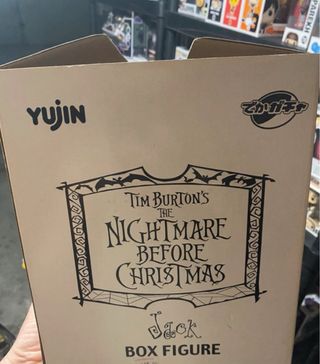 YUJIN
でかガチャ
TIM BURTON'S
THE
NIGHTMARE
BEFORE
CHRISTMAS
Jack
BOX FIGURE